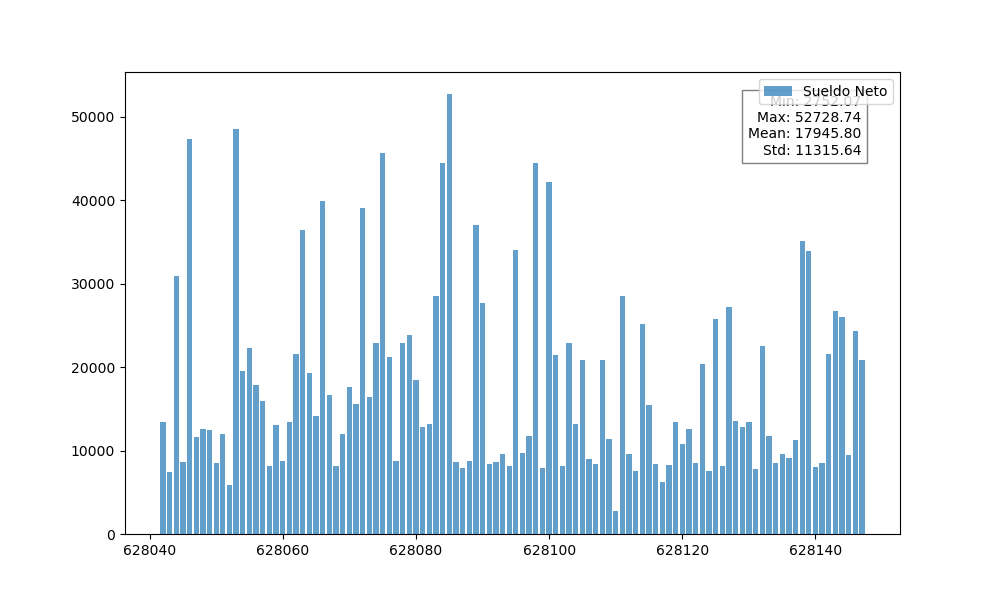 50000
40000
30000
20000
10000
0
628040 628060 628080 628100 628120 628140
Sueldo Neto
Min: 2752.07
Max: 52728.74
Mean: 17945.80
Std: 11315.64